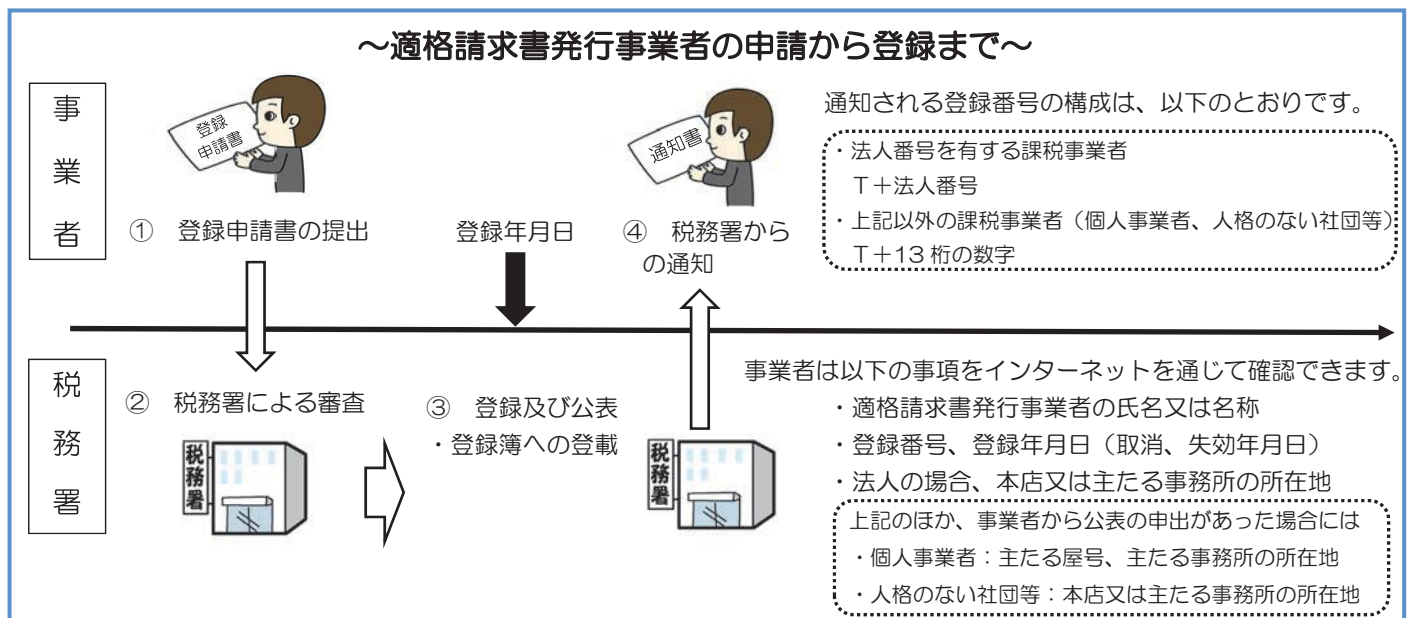 ～適格請求書発行事業者の申請から登録まで～
事業者
登録
申請書
① 登録申請書の提出
登録年月日
通知書
④ 税務署から
の通知
通知される登録番号の構成は、以下のとおりです。
・法人番号を有する課税事業者
Ｔ＋法人番号
・上記以外の課税事業者（個人事業者、人格のない社団等）
Ｔ＋13 桁の数字
税務署
② 税務署による審査
税務署
③ 登録及び公表
・登録簿への登載
税務署
事業者は以下の事項をインターネットを通じて確認できます。
・適格請求書発行事業者の氏名又は名称
・登録番号、登録年月日（取消、失効年月日）
・法人の場合、本店又は主たる事務所の所在地
上記のほか、事業者から公表の申出があった場合には
・個人事業者：主たる屋号、主たる事務所の所在地
・人格のない社団等：本店又は主たる事務所の所在地